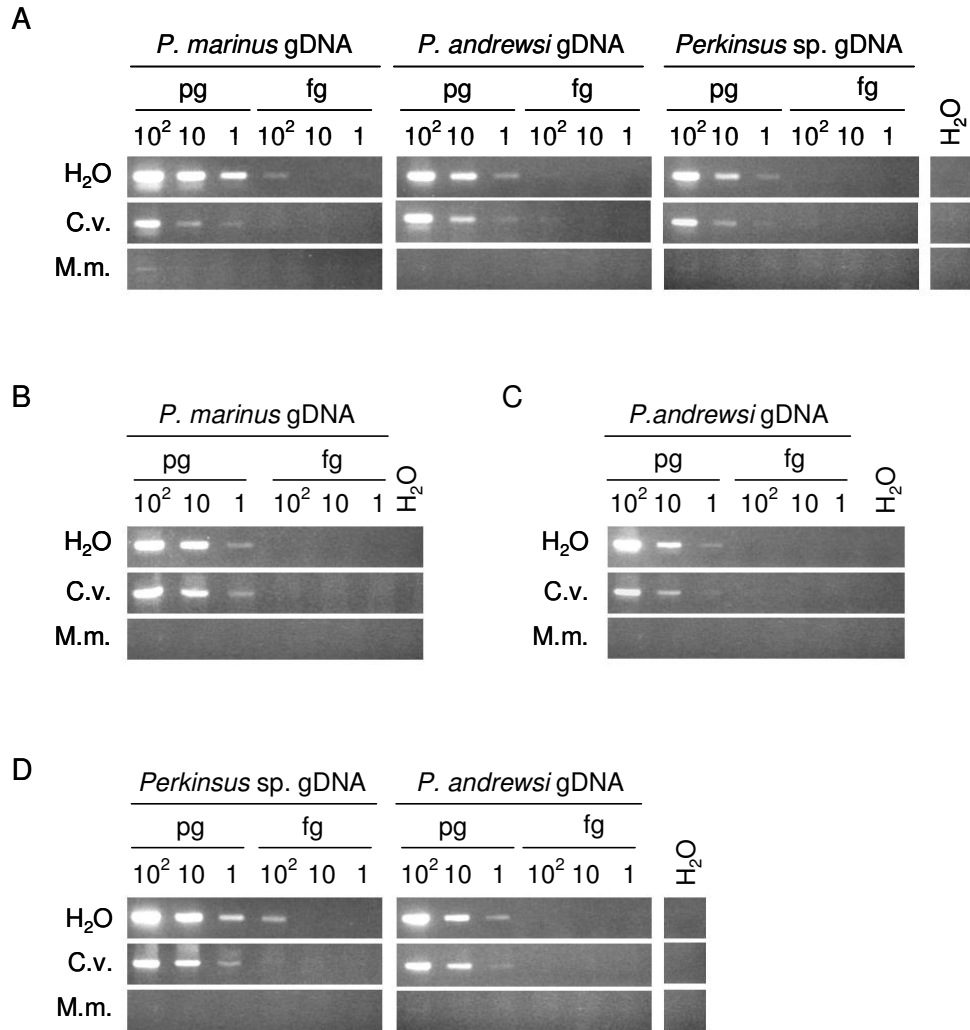 A
P. marinus gDNA P. andrewsi gDNA Perkinsus sp. gDNA
pg fg pg fg pg fg H₂O
10² 10 1 10² 10 1 10² 10 1 10² 10 1 10² 10 1 10² 10 1
H₂O
C.v.
M.m.
B
P. marinus gDNA
pg fg H₂O
10² 10 1 10² 10 1
H₂O
C.v.
M.m.
C
P.andrewsi gDNA
pg fg H₂O
10² 10 1 10² 10 1
H₂O
C.v.
M.m.
D
Perkinsus sp. gDNA P. andrewsi gDNA
pg fg pg fg H₂O
10² 10 1 10² 10 1 10² 10 1 10² 10 1
H₂O
C.v.
M.m.